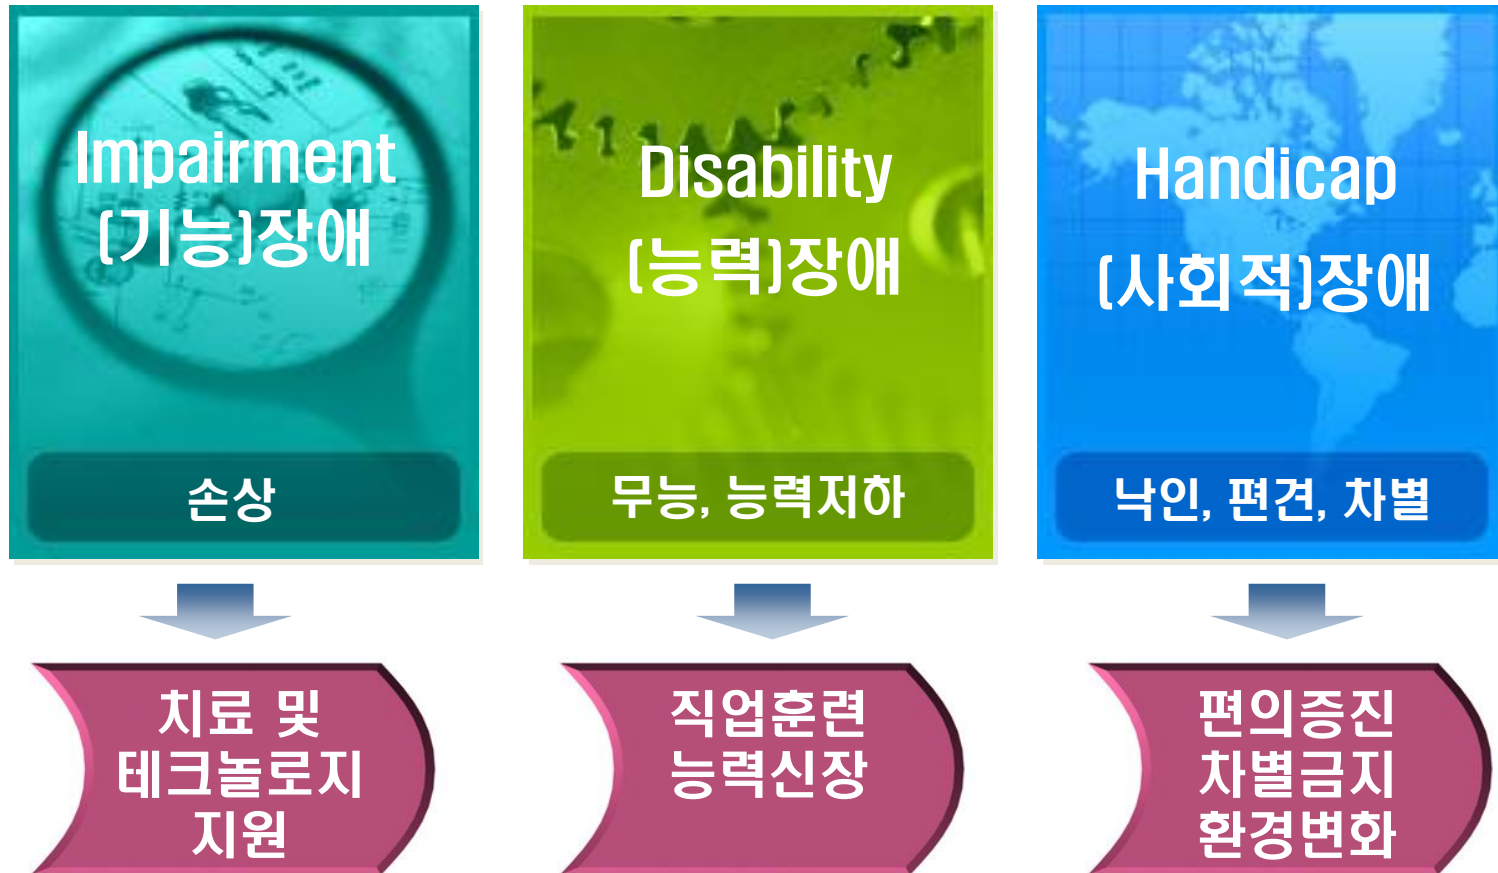 Impairment
(기능)장애
손상
치료 및
테크놀로지
지원
Disability
(능력)장애
무능, 능력저하
직업훈련
능력신장
Handicap
(사회적)장애
낙인, 편견, 차별
편의증진
차별금지
환경변화